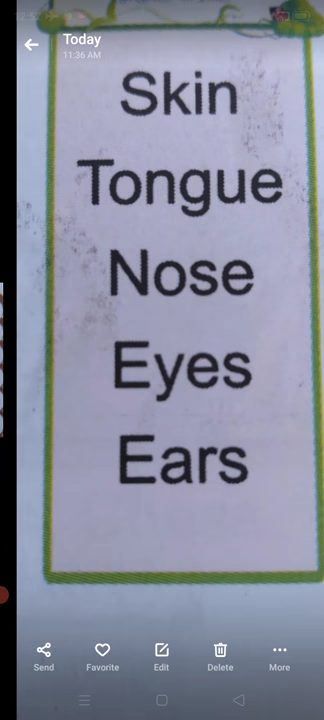 Today
11:36 AM
Skin
Tongue
Nose
Eyes
Ears
Send
Favorite
Edit
Delete
More